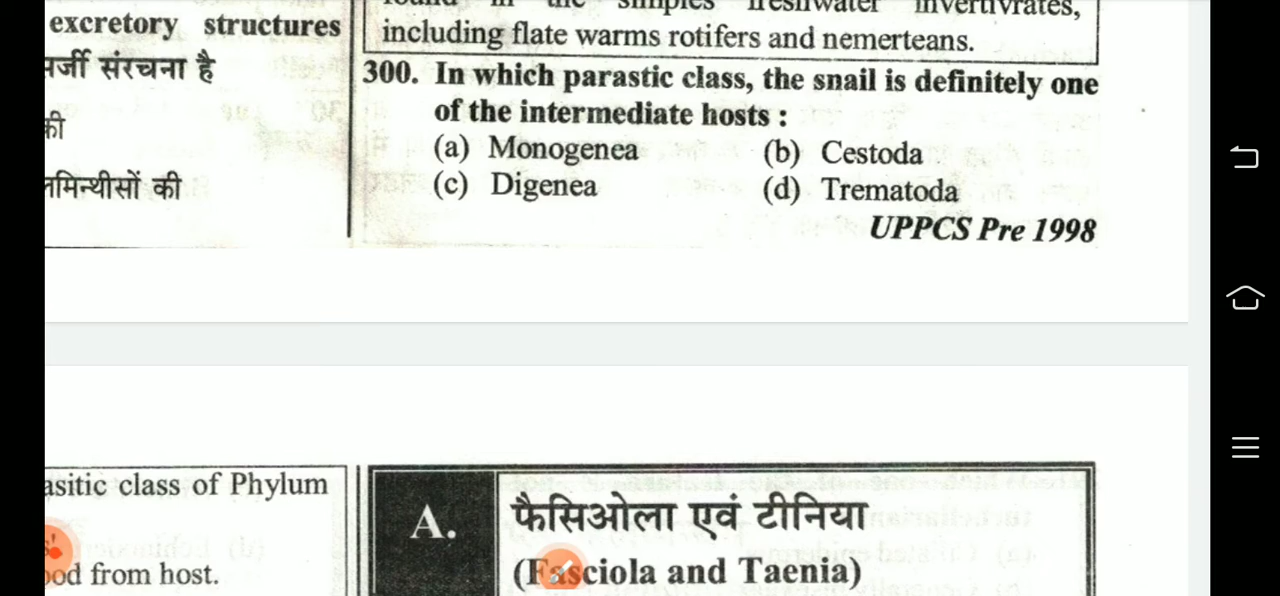 excretory structures
संरचना है
की
की
including flate warms rotifers and nemerteans.
300. In which parastic class, the snail is definitely one
of the intermediate hosts :
(a) Monogenea (b) Cestoda
(c) Digenea (d) Trematoda
UPPCS Pre 1998
asitic class of Phylum
ood from host.
A.
फैसिओला एवं टीनिया
(Fasciola and Taenia)